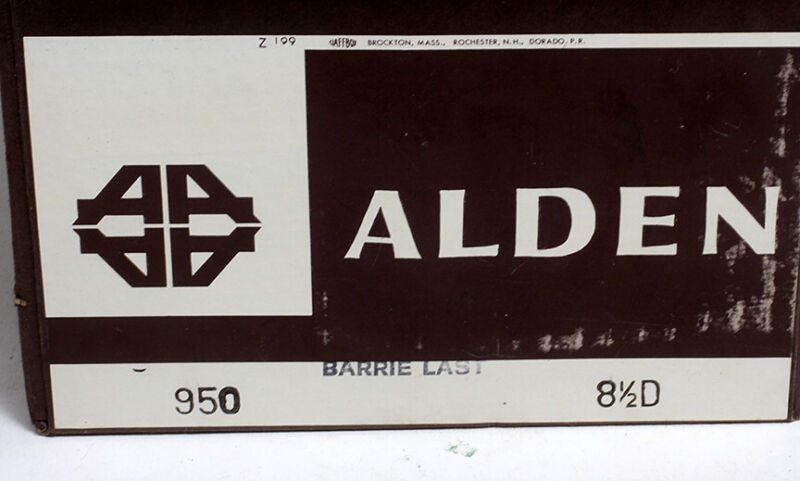 Z 199 BROCKTON, MASS., ROCHESTER, N.H., DORADO, P.R.
ALDEN
BARRIE LAST
950 8½D